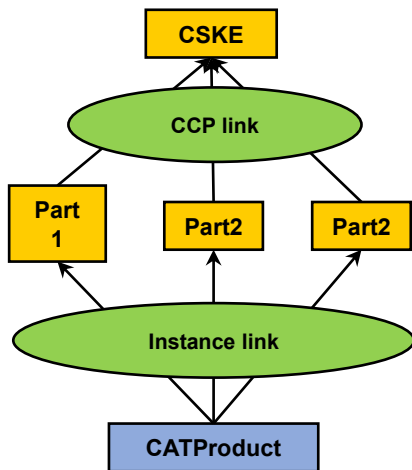 CSKE
CCP link
Part
1
Part2
Part2
Instance link
CATProduct